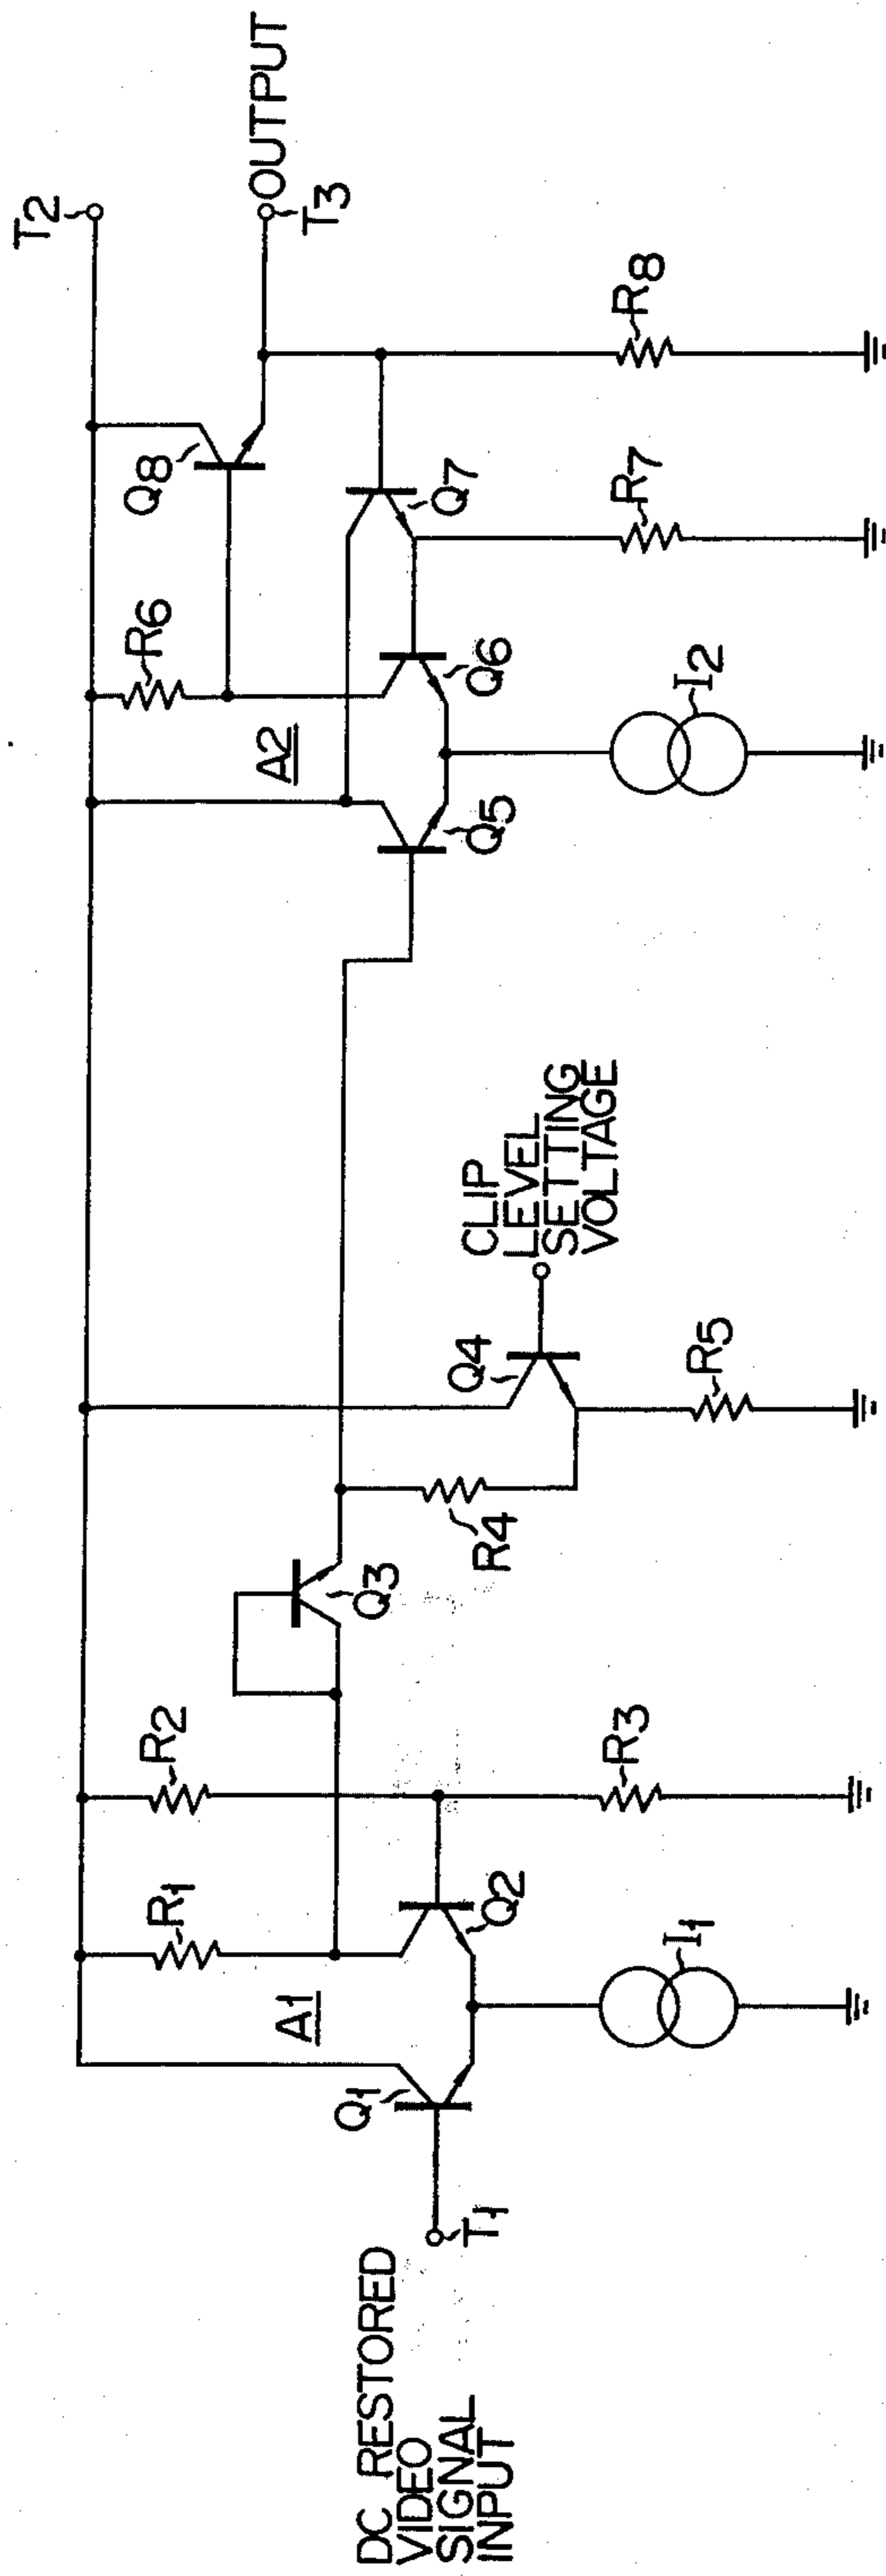 T2
OUTPUT
T3
Q8
R6
Q7
R8
R7
A2
Q5
Q6
I2
CLIP
LEVEL
SETTING
VOLTAGE
Q4
R5
R4
Q3
R2
R1
R3
A1
Q1
Q2
I1
T1
DC RESTORED
VIDEO
SIGNAL
INPUT